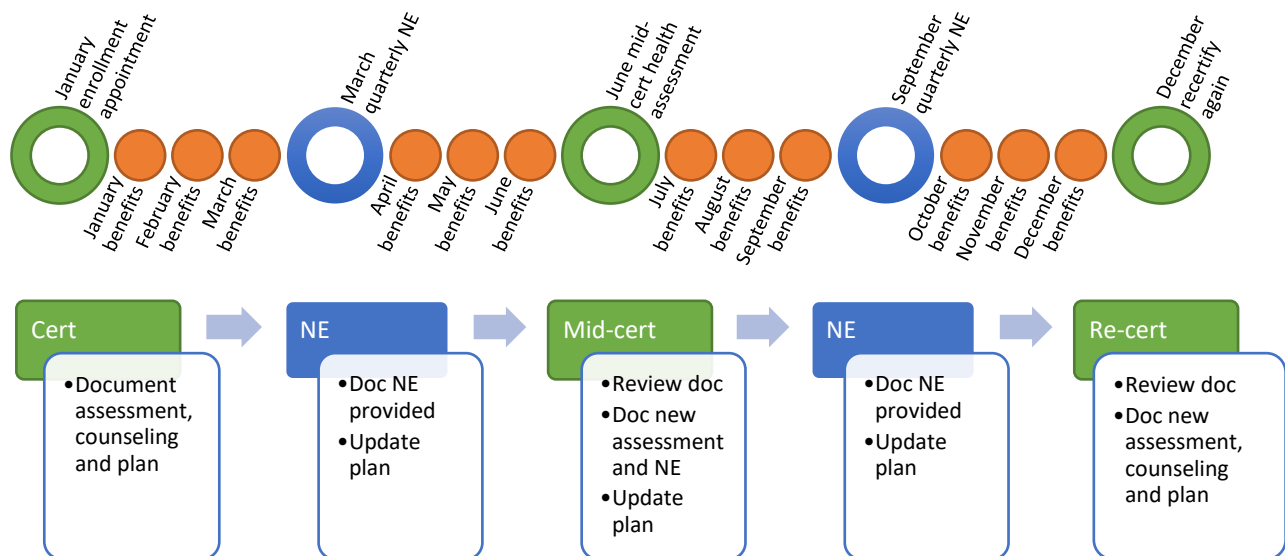 January
enrollment
appointment
March
quarterly NE
June mid-
cert health
assessment
September
quarterly NE
December
recertify
again
January
benefits
February
benefits
March
benefits
April
benefits
May
benefits
June
benefits
July
benefits
August
benefits
September
benefits
October
benefits
November
benefits
December
benefits
Cert
•Document
assessment,
counseling
and plan
NE
•Doc NE
provided
•Update
plan
Mid-cert
•Review doc
•Doc new
assessment
and NE
•Update
plan
NE
•Doc NE
provided
•Update
plan
Re-cert
•Review doc
•Doc new
assessment,
counseling
and plan